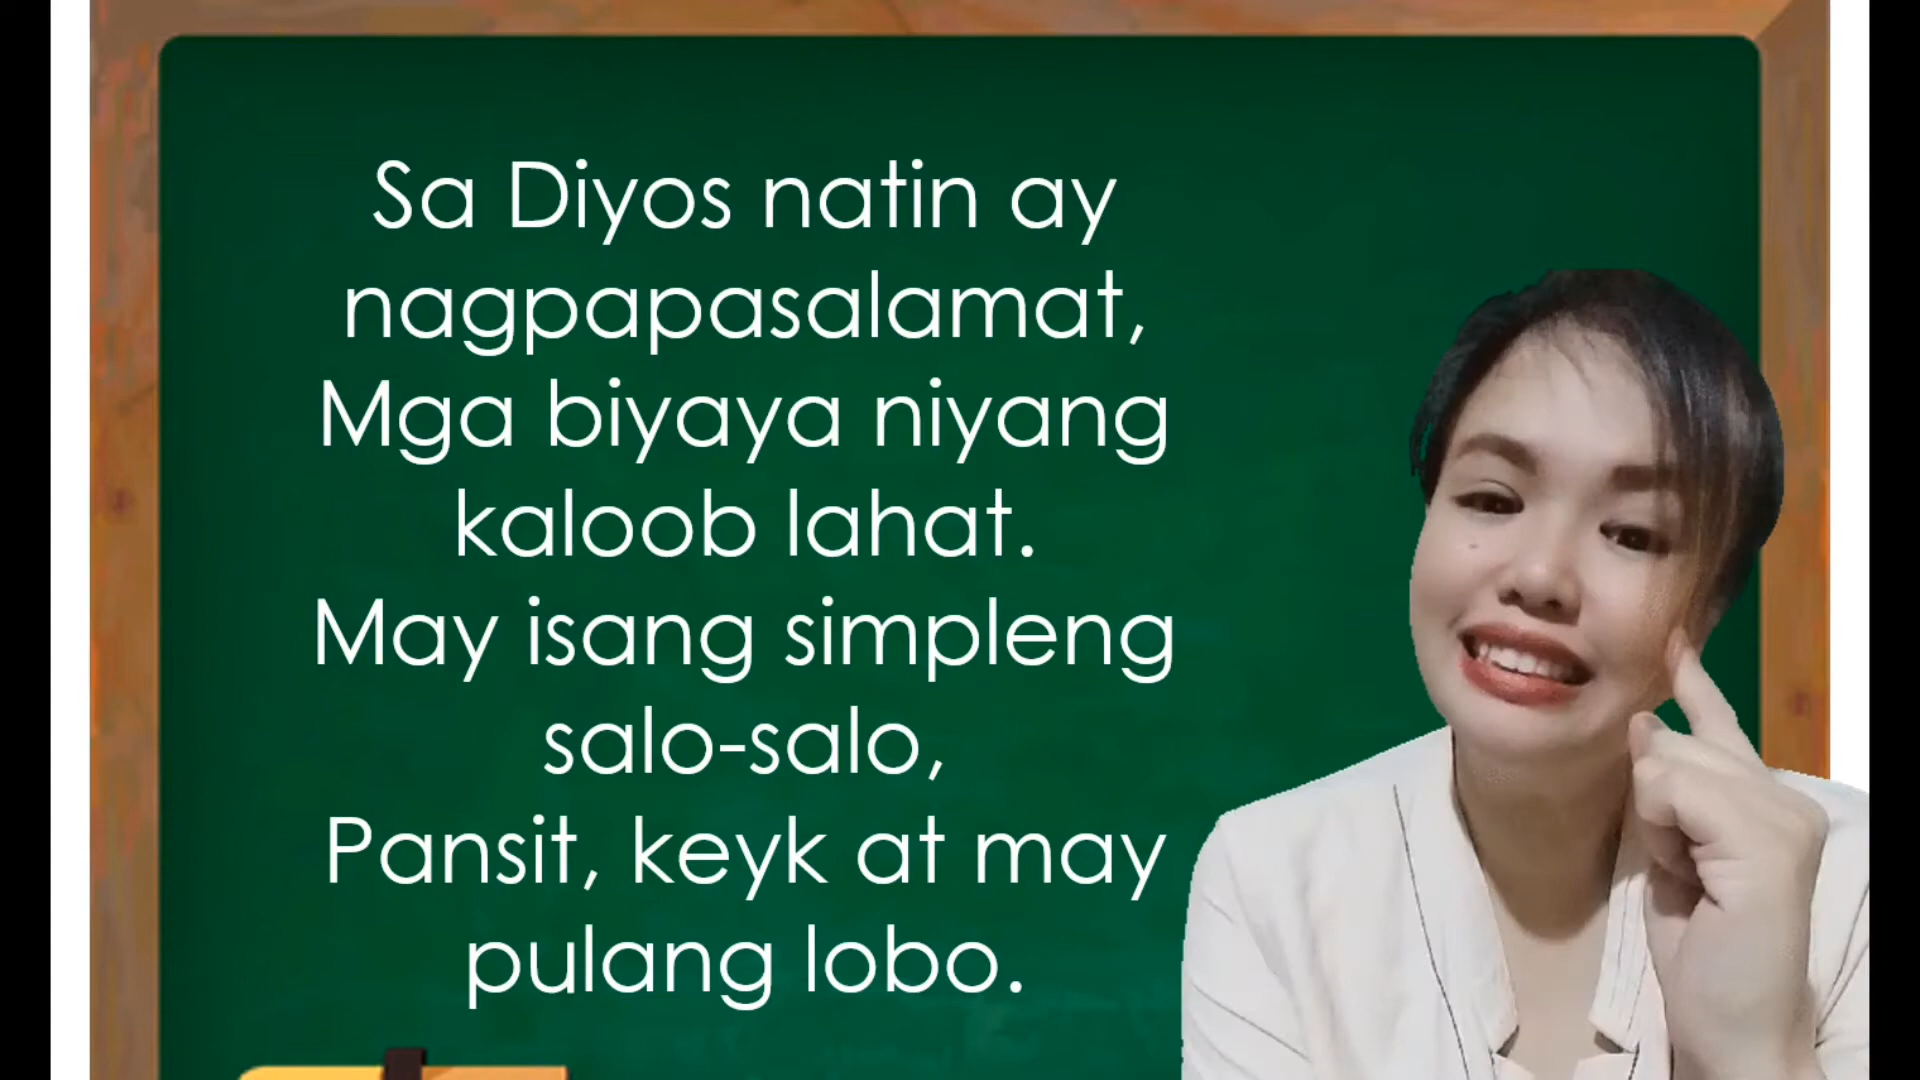 Sa Diyos natin ay
nagpapasalamat,
Mga biyaya niyang
kaloob lahat.
May isang simpleng
salo-salo,
Pansit, keyk at may
pulang lobo.